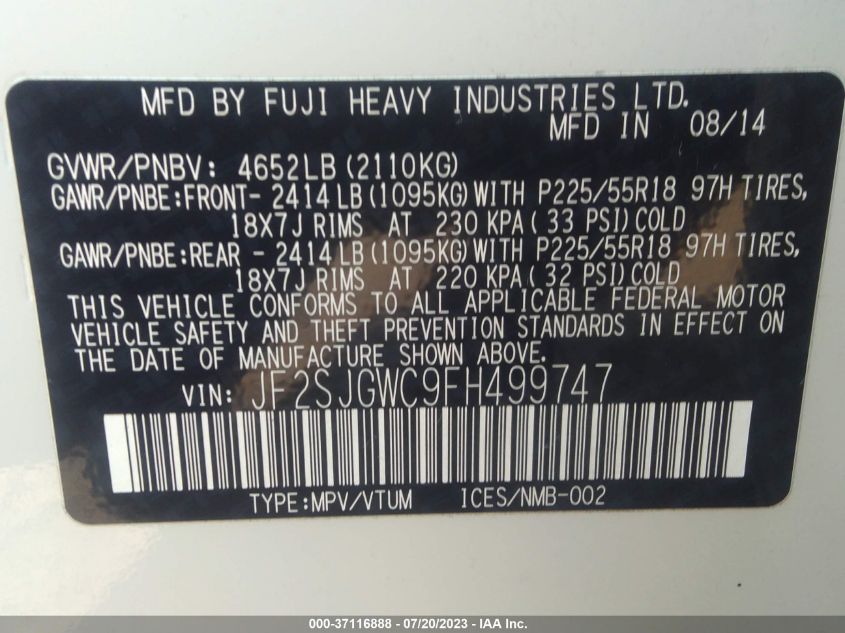 MFD BY FUJI HEAVY INDUSTRIES LTD.
MFD IN 08/14
GVWR/PNBV: 4652LB (2110KG)
GAWR/PNBE:FRONT- 2414 LB (1095KG) WITH P225/55R18 97H TIRES,
18X7J RIMS AT 230 KPA ( 33 PSI) COLD
GAWR/PNBE:REAR - 2414 LB (1095KG) WITH P225/55R18 97H TIRES,
18X7J RIMS AT 220 KPA ( 32 PSI) COLD
THIS VEHICLE CONFORMS TO ALL APPLICABLE FEDERAL MOTOR
VEHICLE SAFETY AND THEFT PREVENTION STANDARDS IN EFFECT ON
THE DATE OF MANUFACTURE SHOWN ABOVE.
VIN: JF2SJGWC9FH499747
TYPE:MPV/VTUM ICES/NMB-002
000-37116888 - 07/20/2023 - IAA Inc.